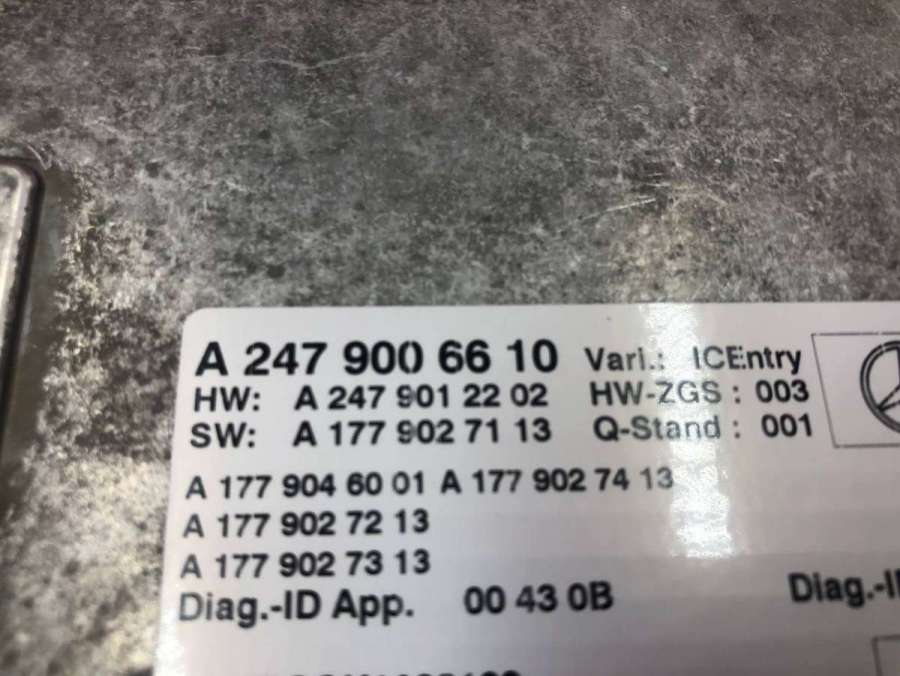 A 247 900 66 10 Vari.: ICEntry
HW: A 247 901 22 02 HW-ZGS : 003
SW: A 177 902 71 13 Q-Stand : 001
A 177 904 60 01 A 177 902 74 13
A 177 902 72 13
A 177 902 73 13
Diag.-ID App. 00 43 0B